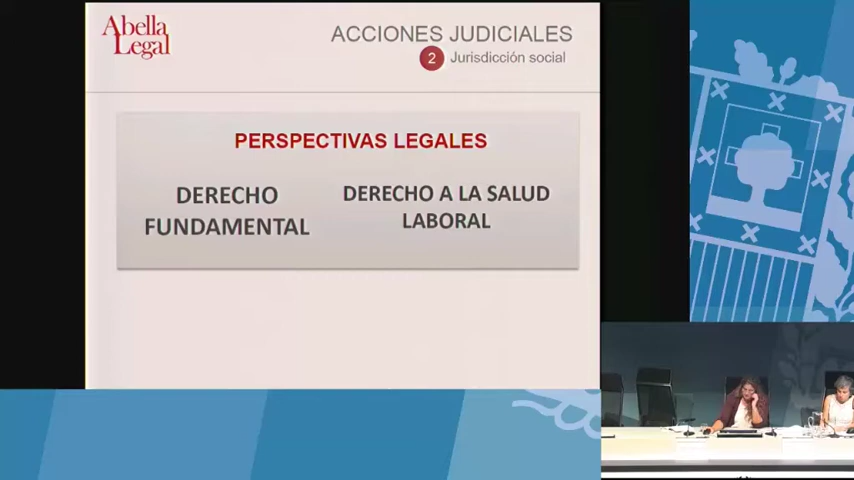 Abella
Legal
ACCIONES JUDICIALES
2 Jurisdicción social
PERSPECTIVAS LEGALES
DERECHO
FUNDAMENTAL
DERECHO A LA SALUD
LABORAL